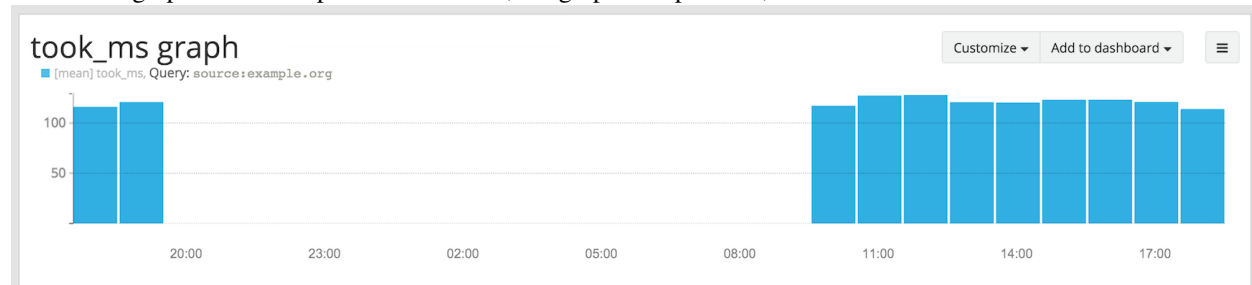 took_ms graph
Customize Add to dashboard
[mean] took_ms, Query: source:example.org
100
50
20:00 23:00 02:00 05:00 08:00 11:00 14:00 17:00